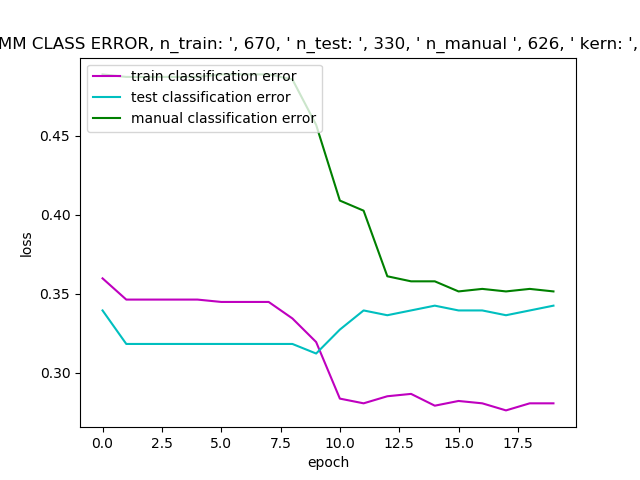 MM CLASS ERROR, n_train: ', 670, ' n_test: ', 330, ' n_manual ', 626, ' kern: ',
train classification error
test classification error
manual classification error
0.45
0.40
0.35
0.30
loss
0.0 2.5 5.0 7.5 10.0 12.5 15.0 17.5
epoch